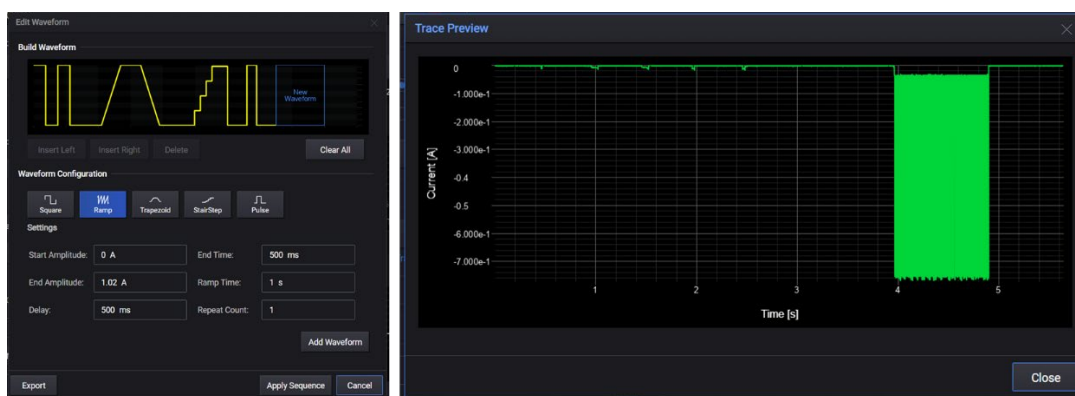 Edit Waveform
Build Waveform
New
Waveform
Insert Left Insert Right Delete Clear All
Waveform Configuration
Square Ramp Trapezoid StairStep Pulse
Settings
Start Amplitude: 0 A End Time: 500 ms
End Amplitude: 1.02 A Ramp Time: 1 s
Delay: 500 ms Repeat Count: 1
Add Waveform
Export Apply Sequence Cancel
Trace Preview
0
-1.000e-1
-2.000e-1
-3.000e-1
-0.4
-0.5
-6.000e-1
-7.000e-1
Current [A]
1 2 3 4 5
Time [s]
Close